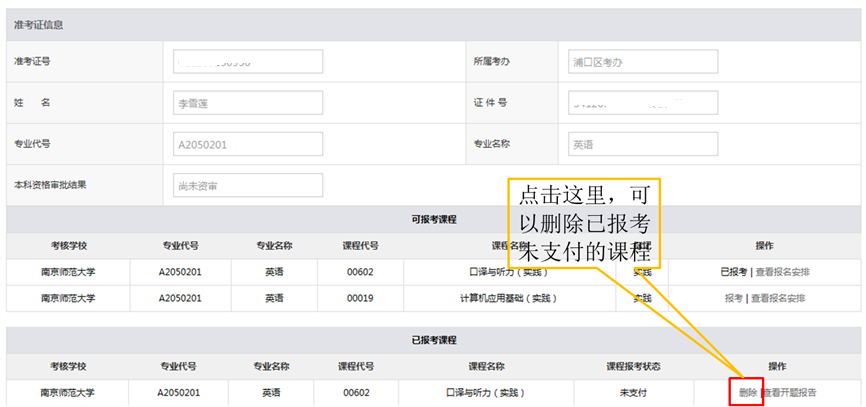 准考证信息
准考证号 所属考办 浦口区考办
姓 名 李雪莲 证 件 号
专业代号 A2050201 专业名称 英语
本科资格审批结果 尚未资审
点击这里，可
以删除已报考
未支付的课程
可报考课程
考核学校 专业代号 专业名称 课程代号 课程名称 操作
南京师范大学 A2050201 英语 00602 口译与听力（实践） 实践 已报考 | 查看报名安排
南京师范大学 A2050201 英语 00019 计算机应用基础（实践） 实践 报考 | 查看报名安排
已报考课程
考核学校 专业代号 专业名称 课程代号 课程名称 课程报考状态 操作
南京师范大学 A2050201 英语 00602 口译与听力（实践） 未支付 删除 | 查看开题报告